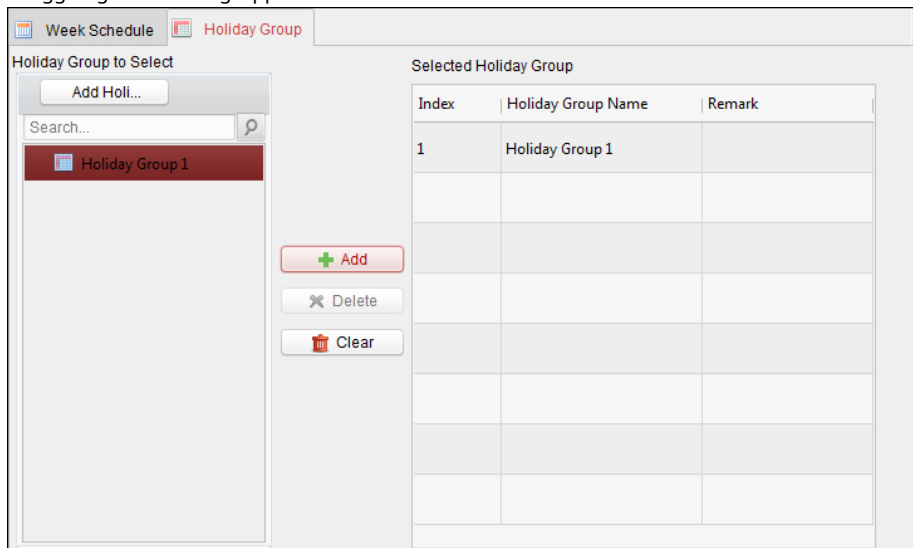 Week Schedule
Holiday Group
Holiday Group to Select
Selected Holiday Group
Add Holi...
Index
Holiday Group Name
Remark
Search...
1
Holiday Group 1
Holiday Group 1
Add
Delete
Clear